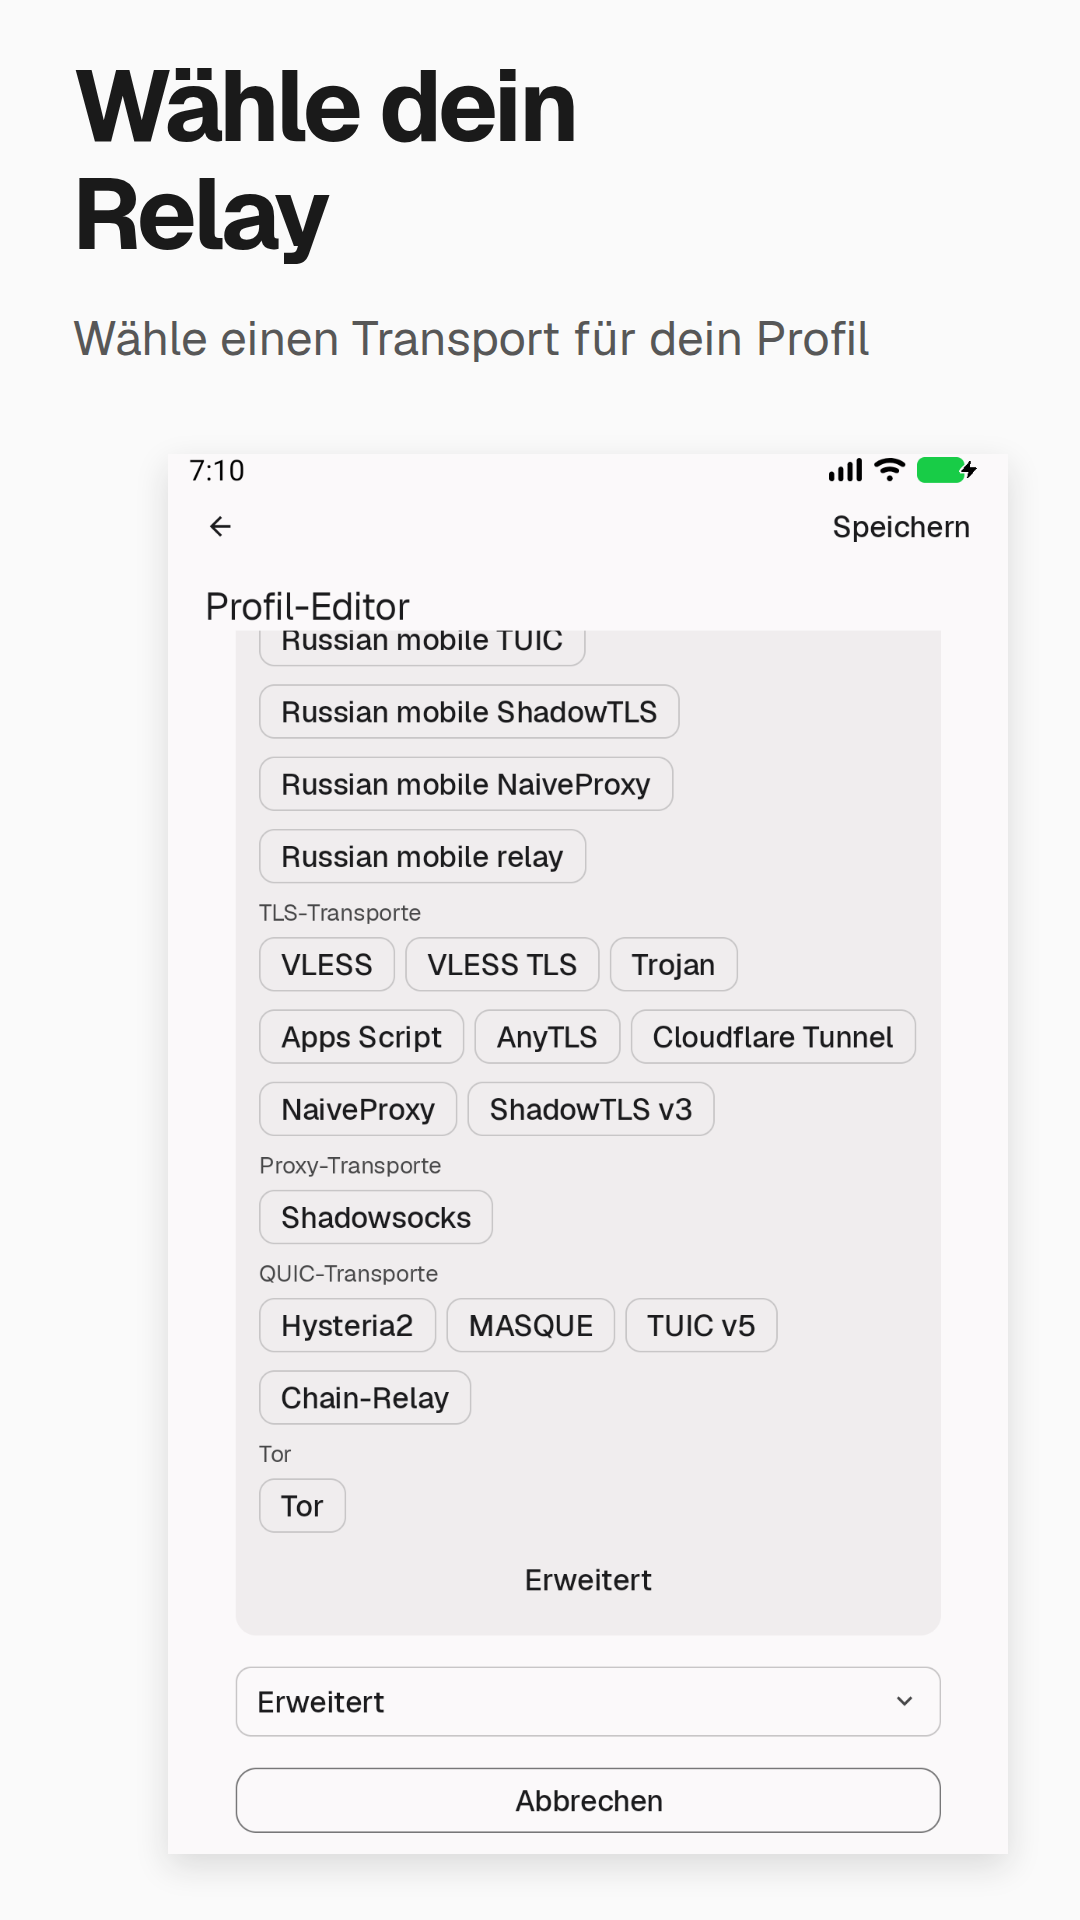 Wähle dein
Relay
Wähle einen Transport für dein Profil
7:10
Speichern
Profil-Editor
Russian mobile TUIC
Russian mobile ShadowTLS
Russian mobile NaiveProxy
Russian mobile relay
TLS-Transporte
VLESS VLESS TLS Trojan
Apps Script AnyTLS Cloudflare Tunnel
NaiveProxy ShadowTLS v3
Proxy-Transporte
Shadowsocks
QUIC-Transporte
Hysteria2 MASQUE TUIC v5
Chain-Relay
Tor
Tor
Erweitert
Erweitert
Abbrechen